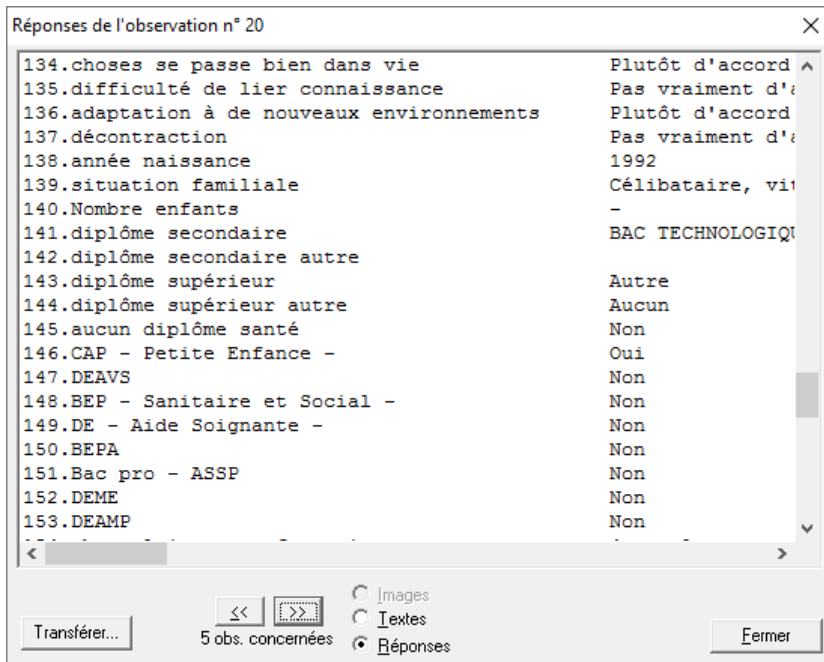 Réponses de l'observation n° 20
134.choses se passe bien dans vie Plutôt d'accord
135.difficulté de lier connaissance Pas vraiment
136.adaptation à de nouveaux environnements Plutôt d'accord
137.décontraction Pas vraiment
138.année naissance 1992
139.situation familiale Célibataire,
140.Nombre enfants -
141.diplôme secondaire BAC
142.diplôme secondaire autre
143.diplôme supérieur Autre
144.diplôme supérieur autre Aucun
145.aucun diplôme santé Non
146.CAP - Petite Enfance - Oui
147.DEAVS Non
148.BEP - Sanitaire et Social - Non
149.DE - Aide Soignante - Non
150.BEPA Non
151.Bac pro - ASSP Non
152.DEME Non
153.DEAMP Non
Images
<< >> Textes
Transférer... 5 obs. concernées Réponses Fermer